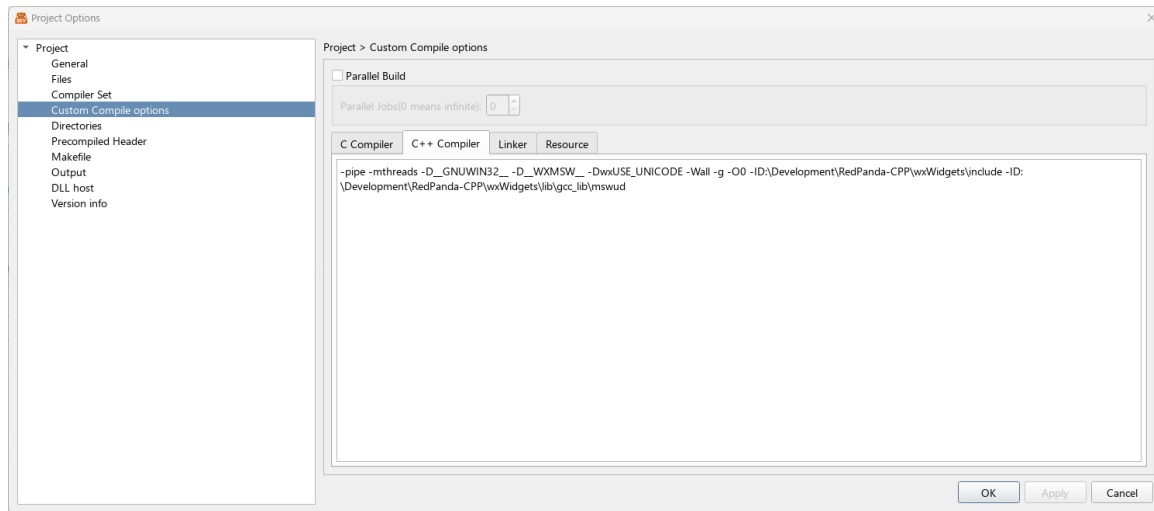 Project Options
Project
General
Files
Compiler Set
Custom Compile options
Directories
Precompiled Header
Makefile
Output
DLL host
Version info
Project > Custom Compile options
Parallel Build
Parallel Jobs(0 means infinite): 0
C Compiler C++ Compiler Linker Resource
-pipe -mthreads -D__GNUWIN32__ -D__WXMSW__ -DwxUSE_UNICODE -Wall -g -O0 -ID:\Development\RedPanda-CPP\wxWidgets\include -ID:
\Development\RedPanda-CPP\wxWidgets\lib\gcc_lib\mswud
OK Apply Cancel